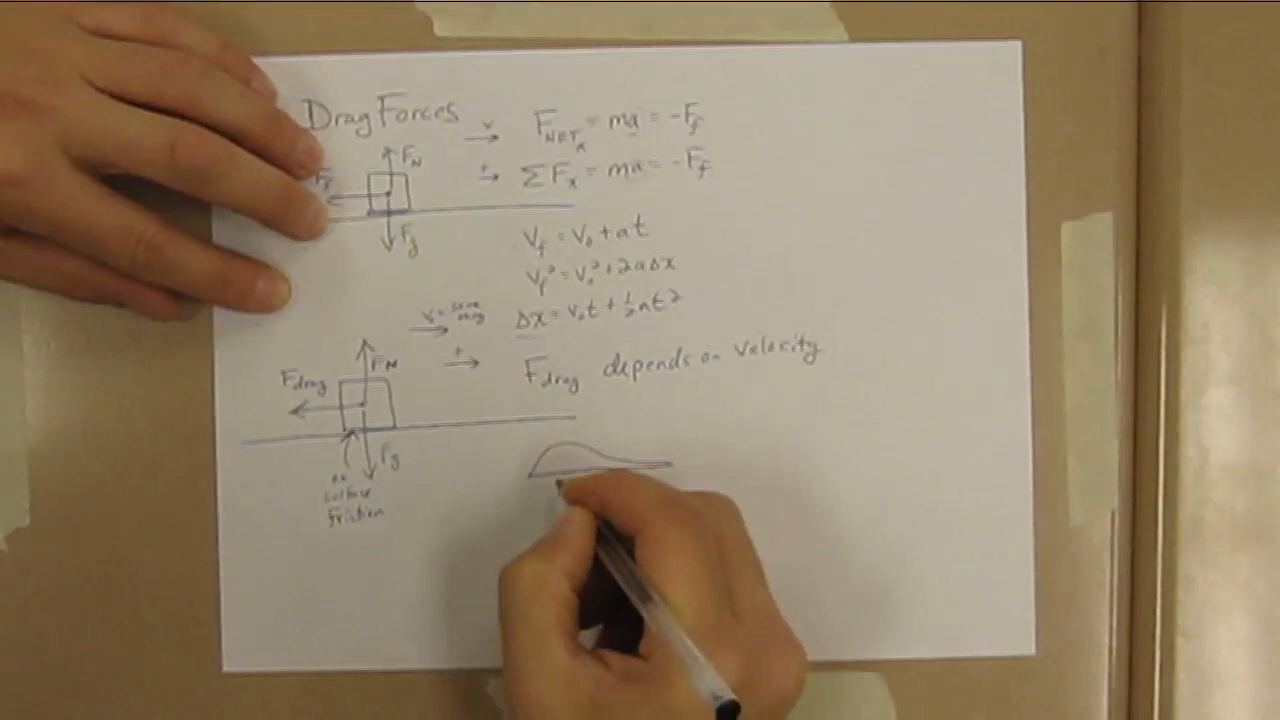 Drag Forces
v
F_NETx = ma = -F_f
F_N
+
ΣF_x = ma = -F_f
F_f
F_g
V_f = V_0 + at
V_f² = V_0² + 2aΔx
Δx = V_0t + ½at²
F_N
+
F_drag depends on velocity
F_drag
F_g
no
surface
friction